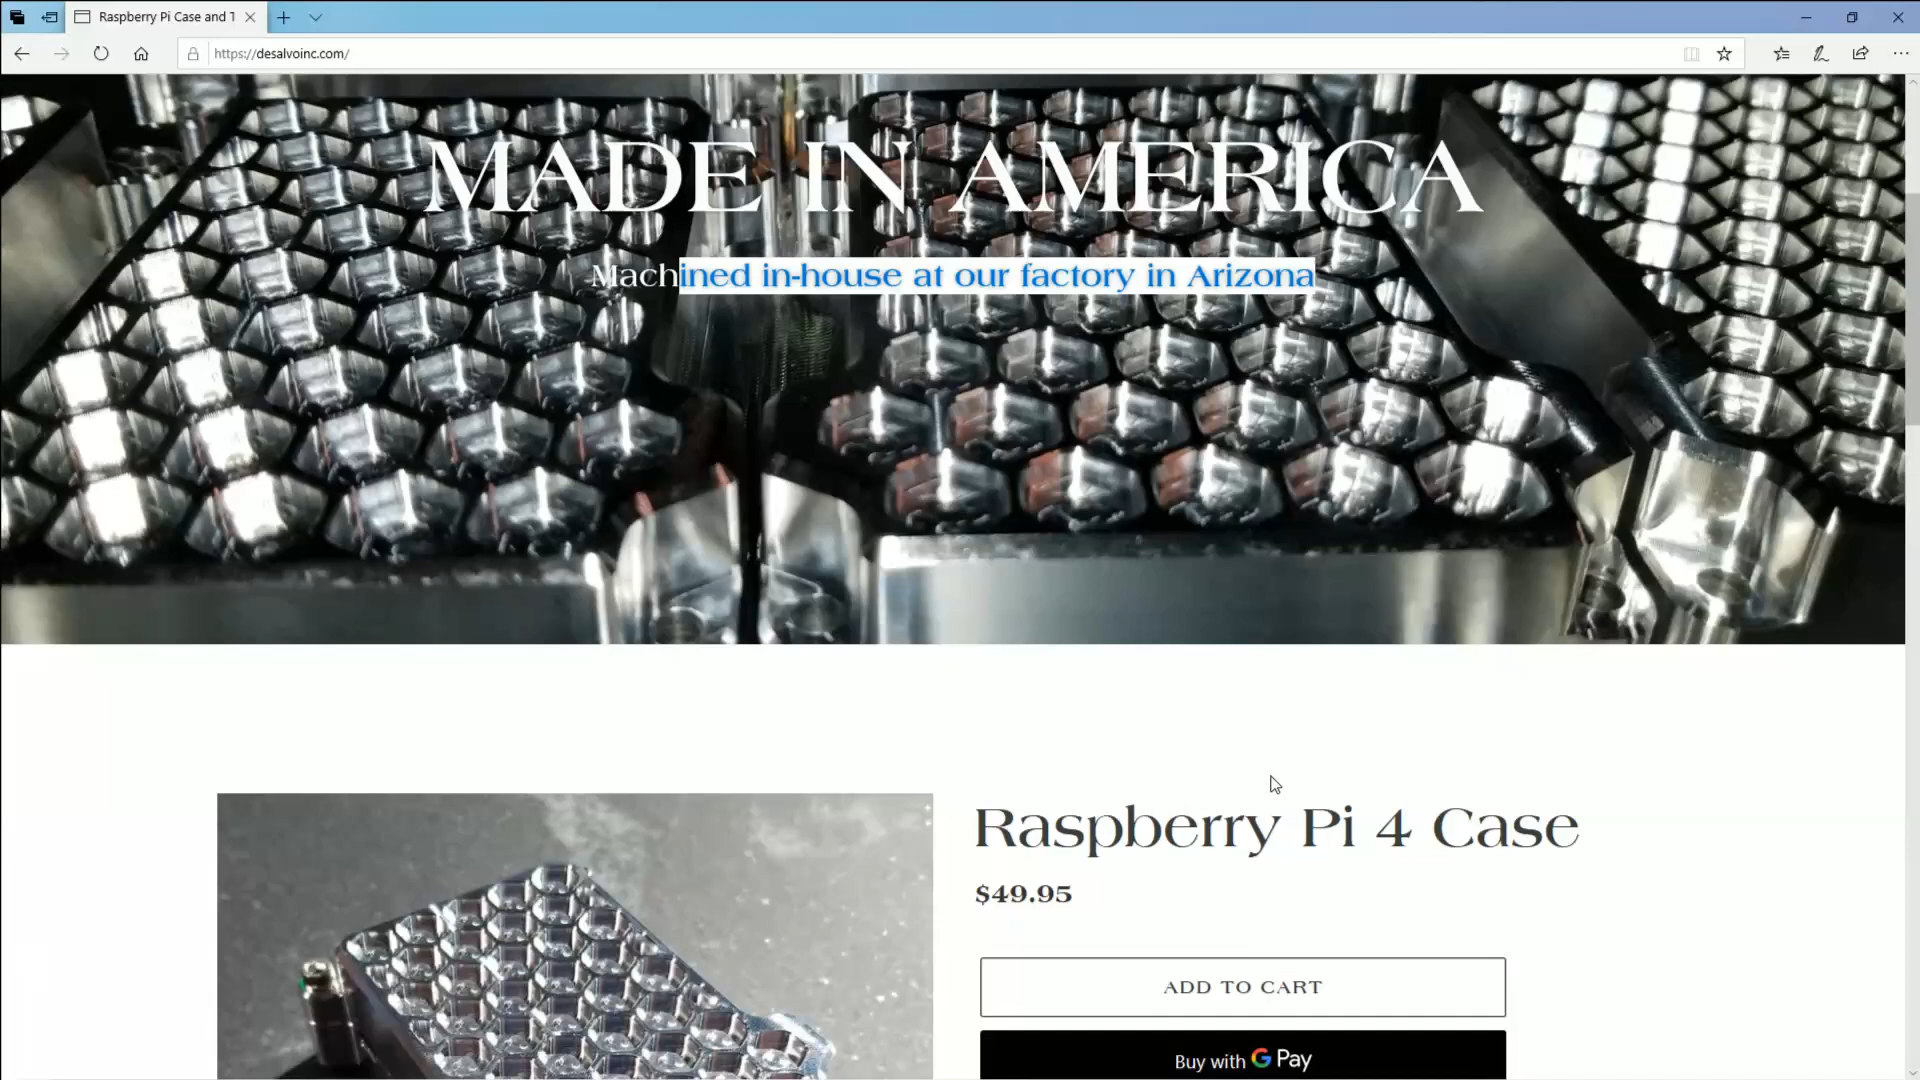 Raspberry Pi Case and T
https://desalvoinc.com/
MADE IN AMERICA
Machined in-house at our factory in Arizona
Raspberry Pi 4 Case
$49.95
ADD TO CART
Buy with G Pay